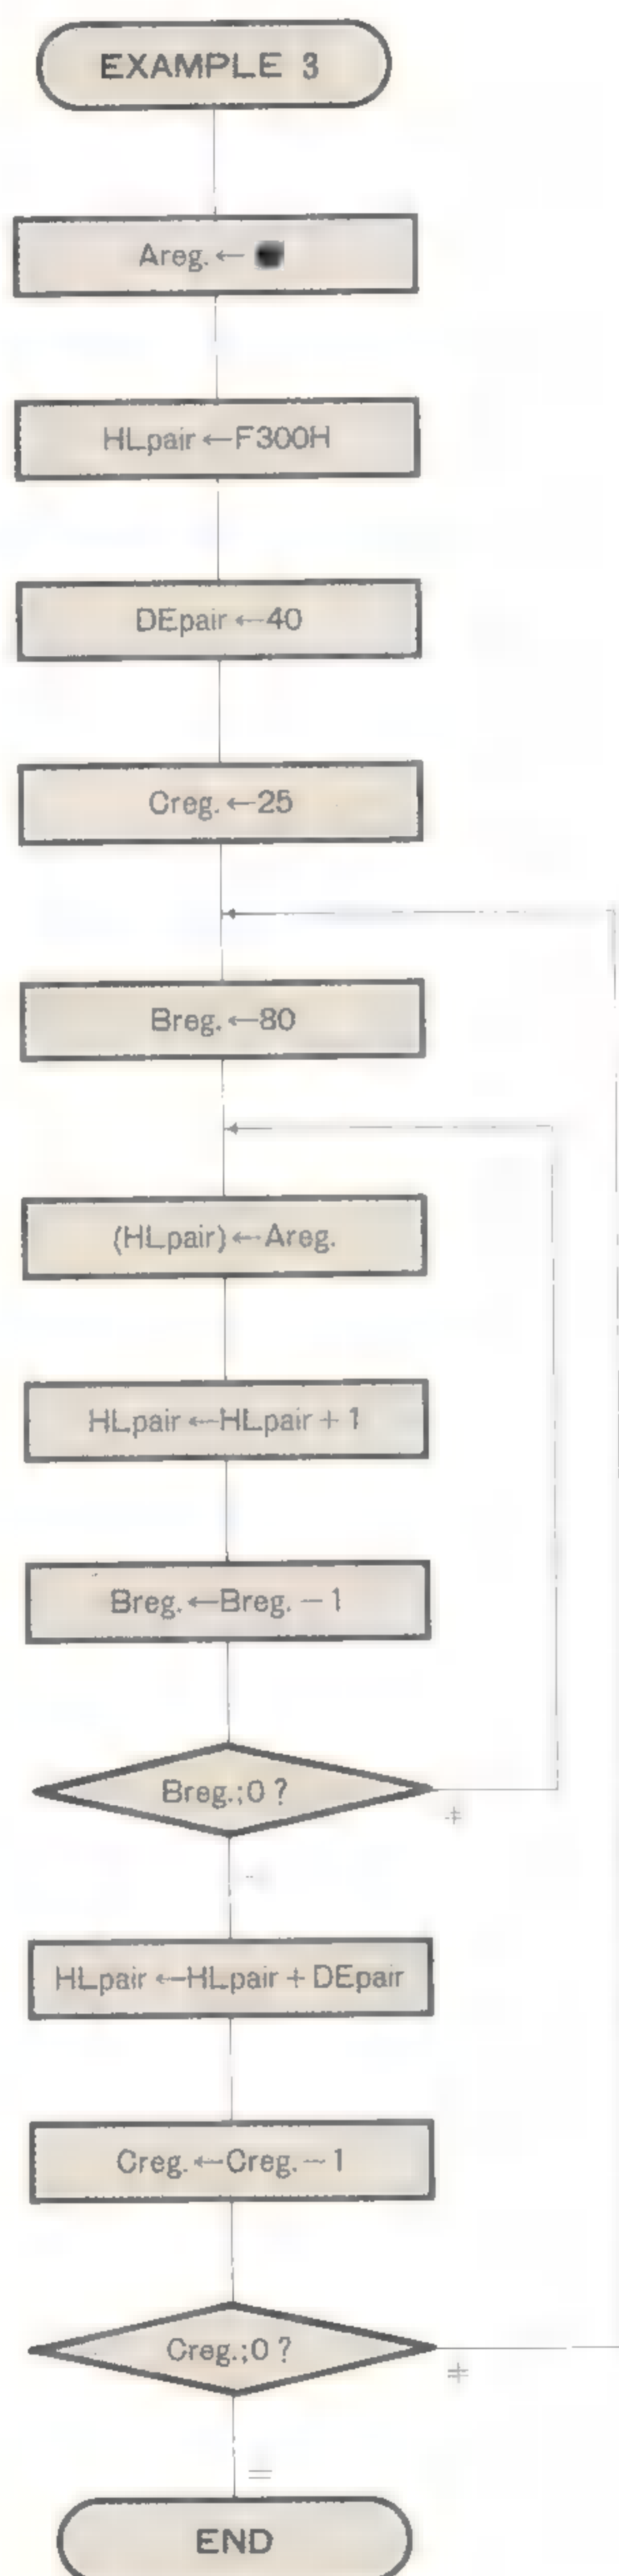 EXAMPLE 3
Areg.←
HLpair←F300H
DEpair←40
Creg.←25
Breg.←80
(HLpair)←Areg.
HLpair←HLpair+1
Breg.←Breg.−1
Breg.;0?
≠
HLpair←HLpair+DEpair
Creg.←Creg.−1
Creg.;0?
≠
=
END